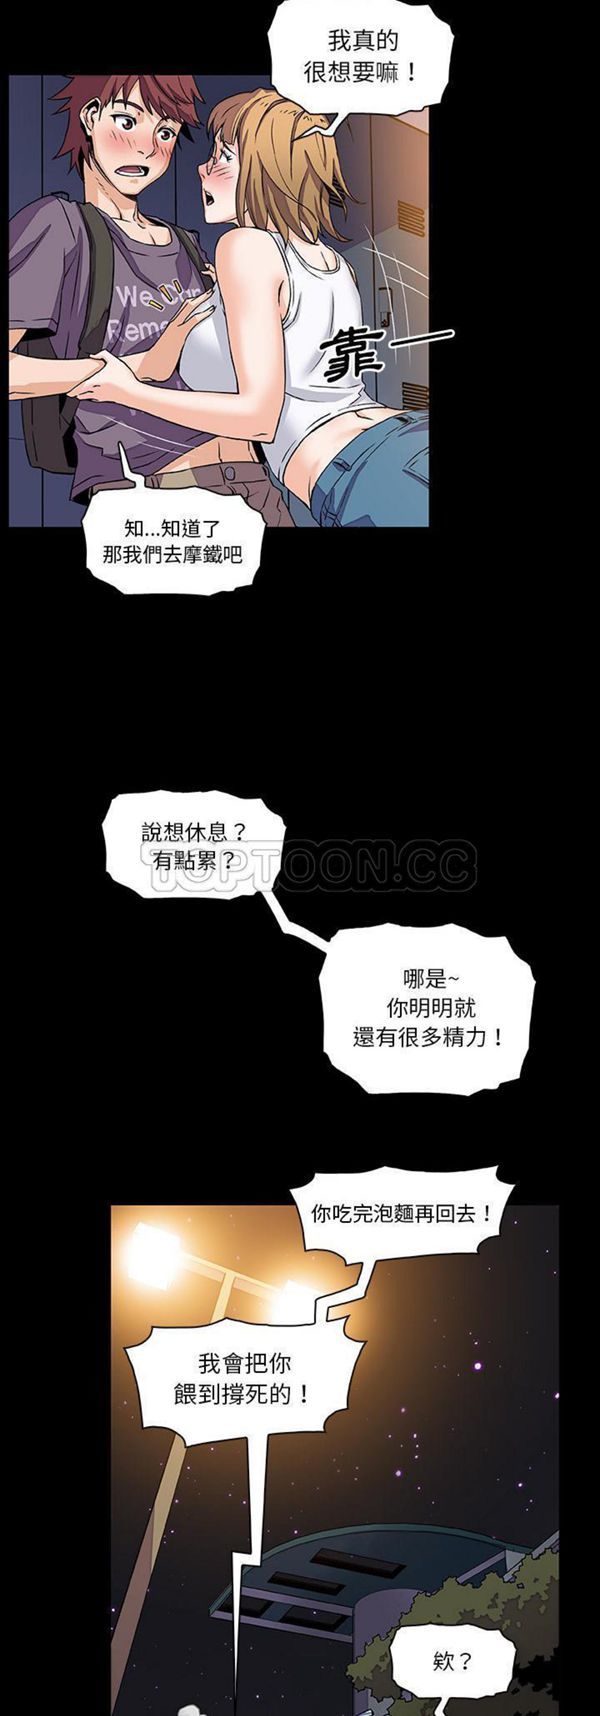 我真的
很想要嘛！
We Can
Reme
靠
知...知道了
那我們去摩鐵吧
說想休息？
有點累？
TOPTOON.CC
哪是~
你明明就
還有很多精力！
你吃完泡麵再回去！
我會把你
餵到撐死的！
欸？